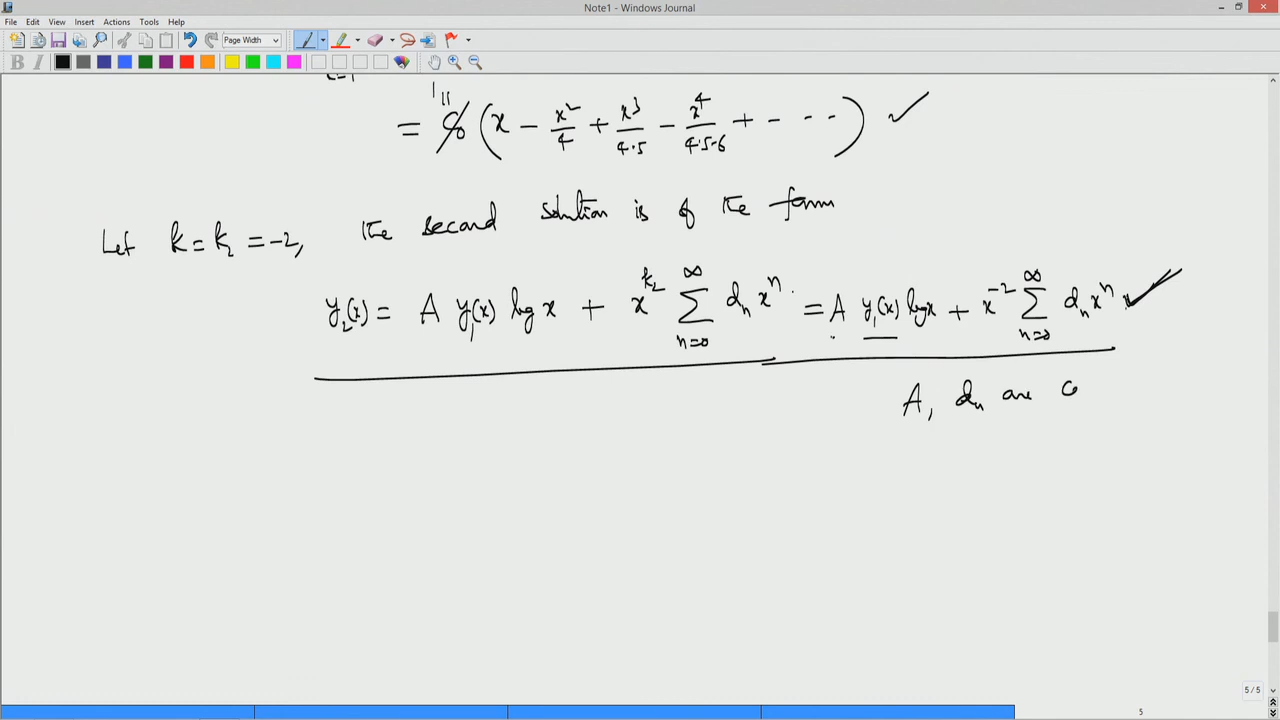 Note1 - Windows Journal
File Edit View Insert Actions Tools Help
Page Width
B I
1 ||
= C₀ (x - x²/4 + x³/4·5 - x⁴/4·5·6 + - - - -) ✓
Let k = k₂ = -2, the second solution is of the form
y₂(x) = A y₁(x) log x + x^k₂ ∑_{n=0}^∞ dₙ xⁿ. = A y₁(x) log x + x⁻² ∑_{n=0}^∞ dₙ xⁿ ✓
A, dₙ are c
5 / 5
5